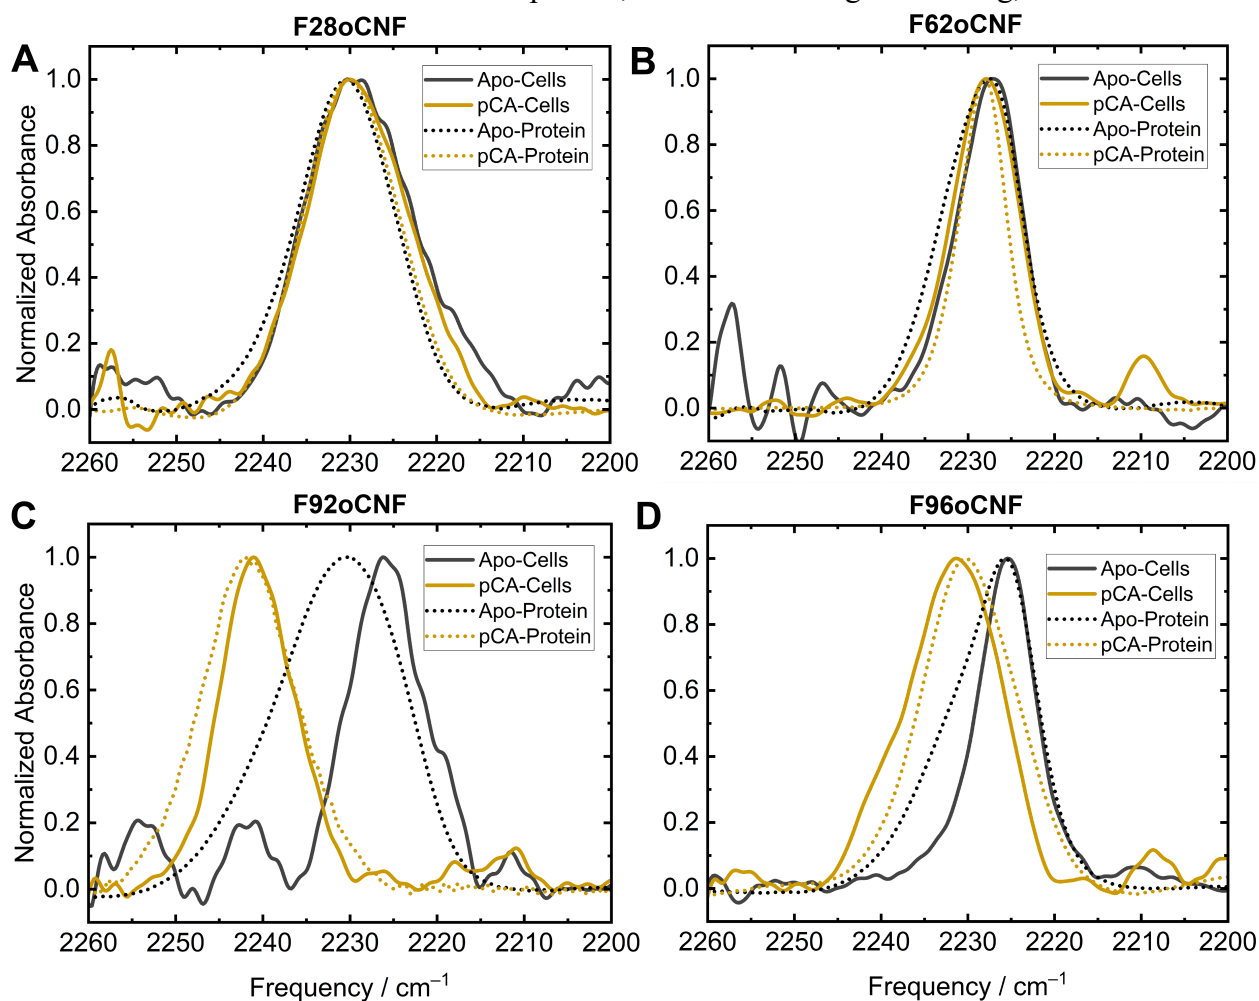 F28oCNF
F62oCNF
A
B
Normalized Absorbance
1.0
0.8
0.6
0.4
0.2
0.0
Apo-Cells
pCA-Cells
Apo-Protein
pCA-Protein
2260 2250 2240 2230 2220 2210 2200
1.0
0.8
0.6
0.4
0.2
0.0
Apo-Cells
pCA-Cells
Apo-Protein
pCA-Protein
2260 2250 2240 2230 2220 2210 2200
F92oCNF
F96oCNF
C
D
Normalized Absorbance
1.0
0.8
0.6
0.4
0.2
0.0
Apo-Cells
pCA-Cells
Apo-Protein
pCA-Protein
2260 2250 2240 2230 2220 2210 2200
Frequency / cm⁻¹
1.0
0.8
0.6
0.4
0.2
0.0
Apo-Cells
pCA-Cells
Apo-Protein
pCA-Protein
2260 2250 2240 2230 2220 2210 2200
Frequency / cm⁻¹